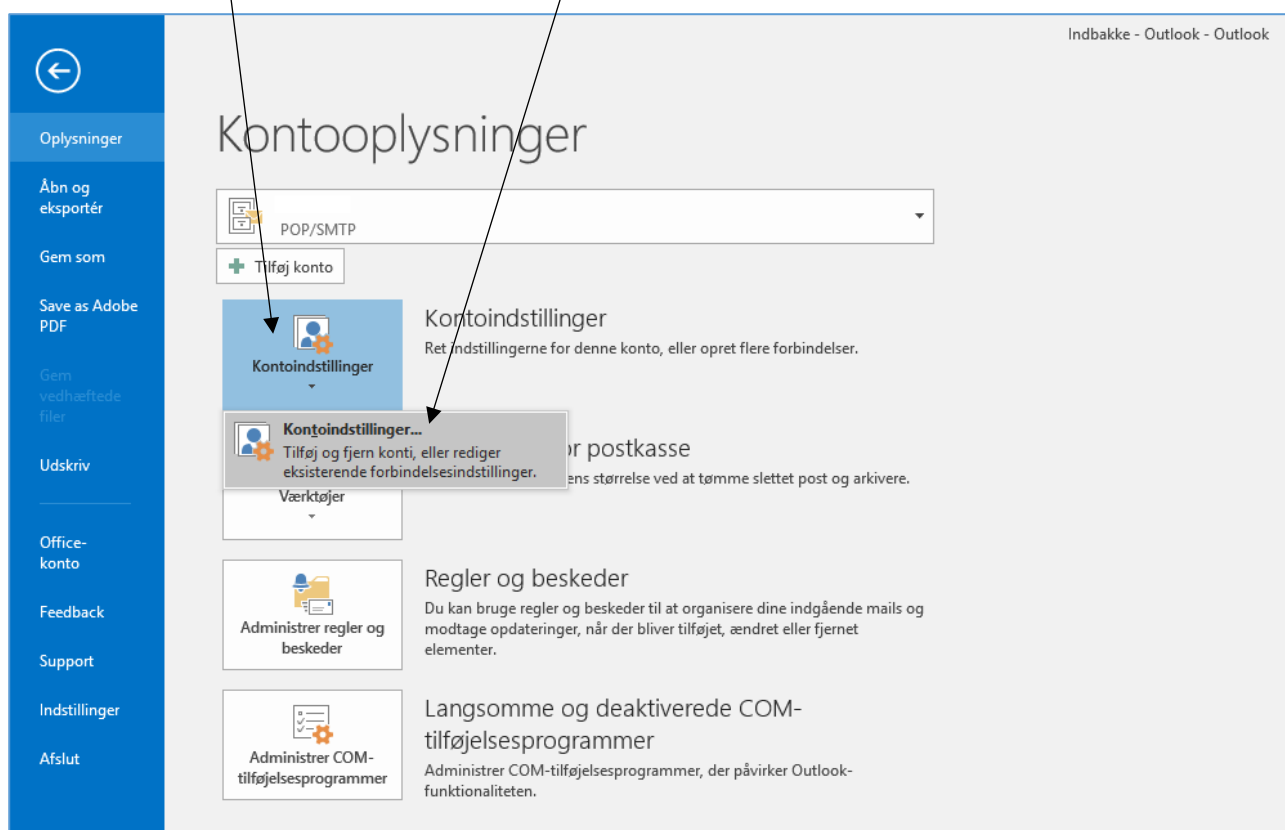 Indbakke - Outlook - Outlook
Oplysninger
Åbn og
eksportér
Gem som
Save as Adobe
PDF
Gem
vedhæftede
filer
Udskriv
Office-
konto
Feedback
Support
Indstillinger
Afslut
Kontooplysninger
POP/SMTP
Tilføj konto
Kontoindstillinger
Kontoindstillinger
Ret indstillingerne for denne konto, eller opret flere forbindelser.
Kontoindstillinger...
Tilføj og fjern konti, eller rediger
eksisterende forbindelsesindstillinger.
Værktøjer
r postkasse
ens størrelse ved at tømme slettet post og arkivere.
Administrer regler og
beskeder
Regler og beskeder
Du kan bruge regler og beskeder til at organisere dine indgående mails og
modtage opdateringer, når der bliver tilføjet, ændret eller fjernet
elementer.
Administrer COM-
tilføjelsesprogrammer
Langsomme og deaktiverede COM-
tilføjelsesprogrammer
Administrer COM-tilføjelsesprogrammer, der påvirker Outlook-
funktionaliteten.